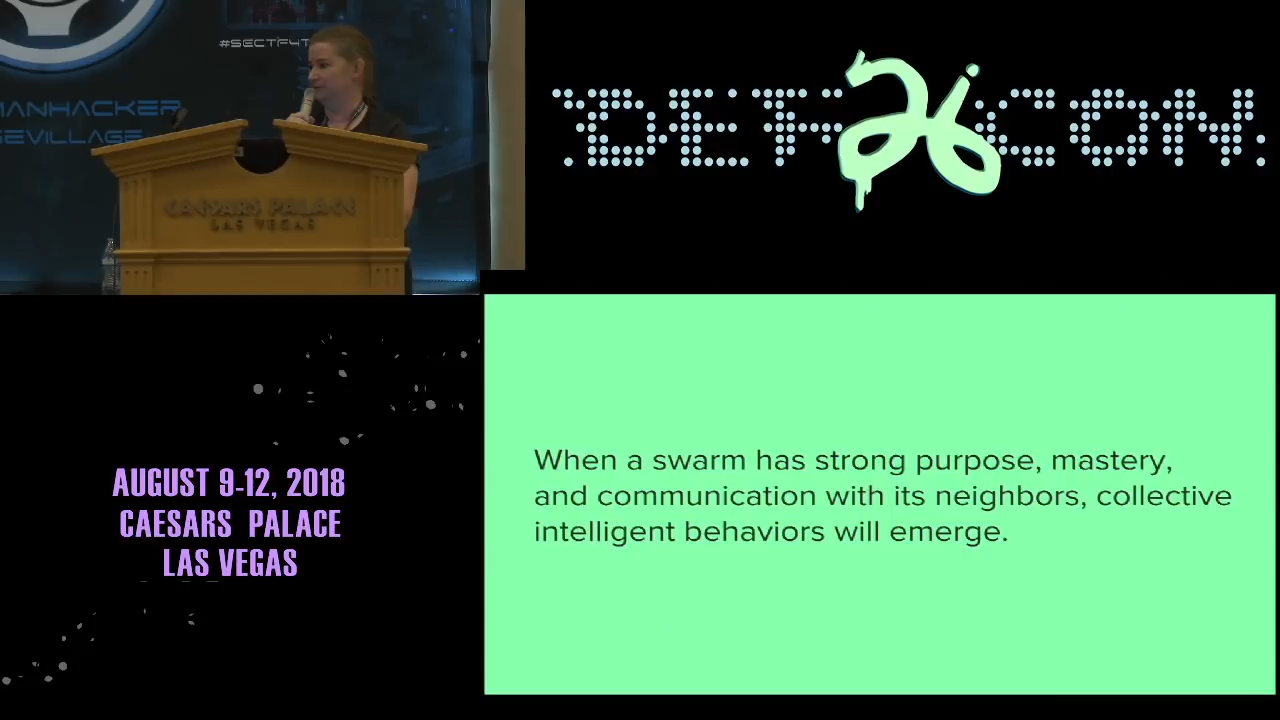 #SECTF4T
MANHACKER
SEVILLAGE
CAESARS PALACE
LAS VEGAS
DEF 26 CON
AUGUST 9-12, 2018
CAESARS PALACE
LAS VEGAS
When a swarm has strong purpose, mastery,
and communication with its neighbors, collective
intelligent behaviors will emerge.